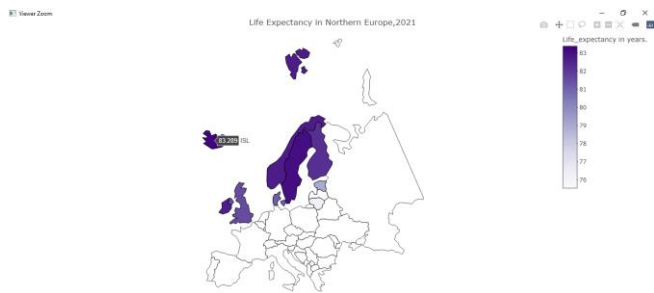 Viewer Zoom
Life Expectancy in Northern Europe,2021
Life_expectancy in years.
83
82
81
80
79
78
77
76
83.289 ISL